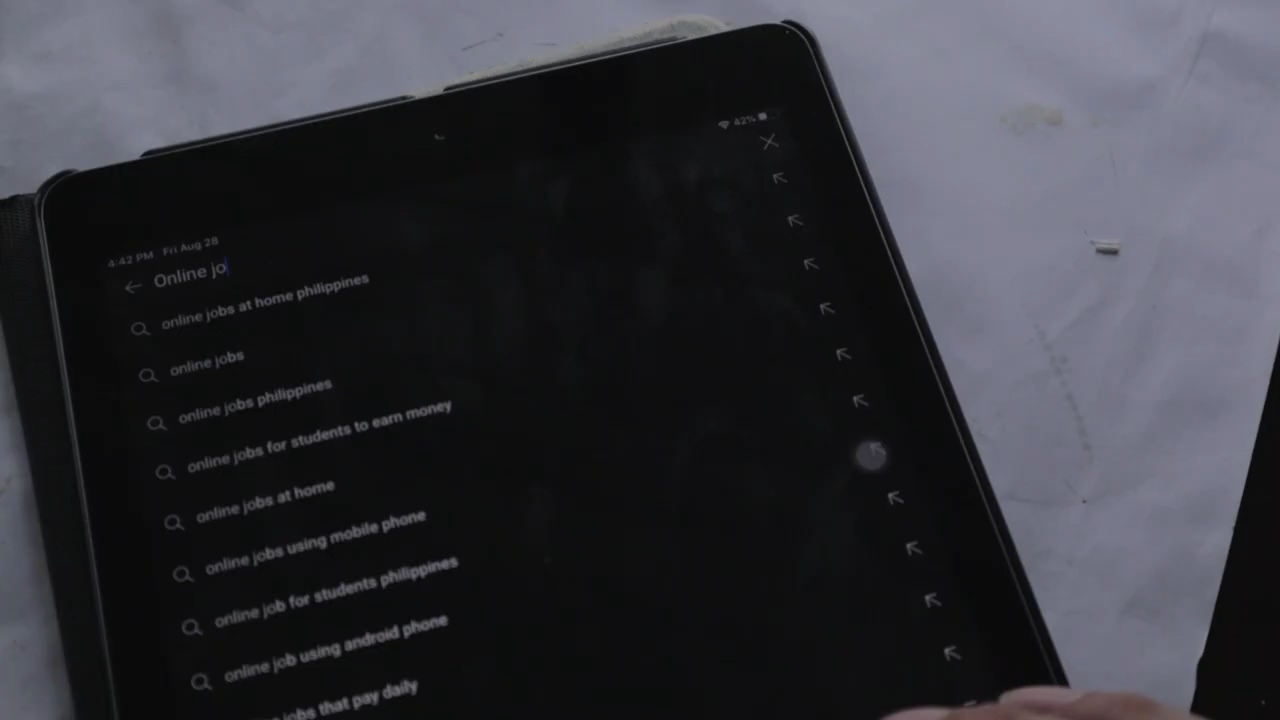 42%
4:42 PM Fri Aug 28
Online jo
online jobs at home philippines
online jobs
online jobs philippines
online jobs for students to earn money
online jobs at home
online jobs using mobile phone
online job for students philippines
online job using android phone
jobs that pay daily